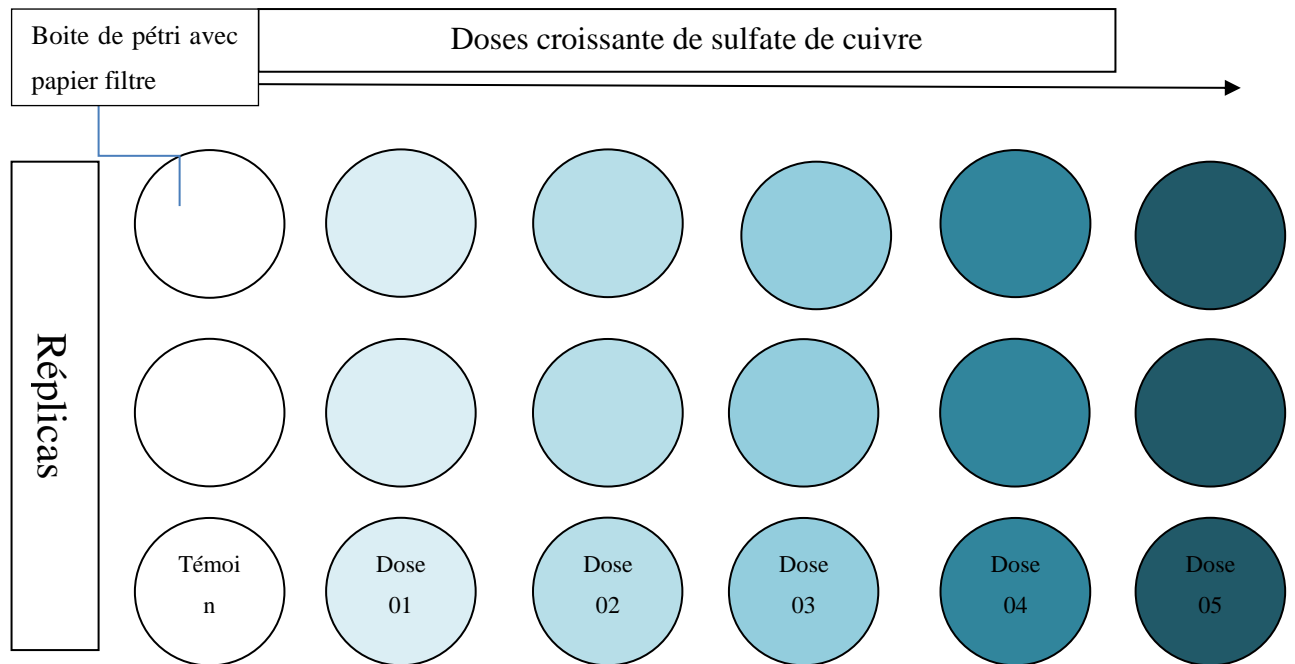 Boite de pétri avec
papier filtre
Doses croissante de sulfate de cuivre
Réplicas
Témoi
n
Dose
01
Dose
02
Dose
03
Dose
04
Dose
05